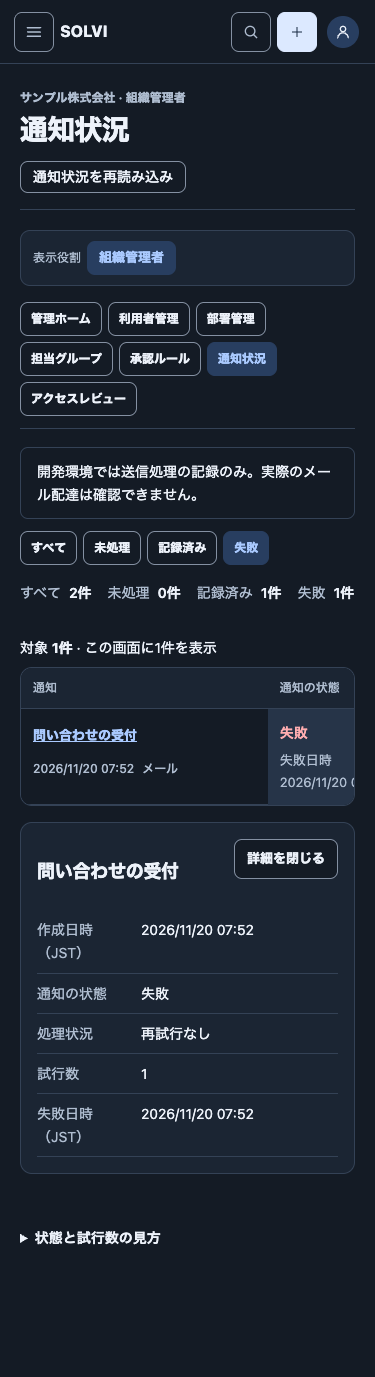 SOLVI
サンプル株式会社 · 組織管理者
通知状況
通知状況を再読み込み
表示役割 組織管理者
管理ホーム 利用者管理 部署管理
担当グループ 承認ルール 通知状況
アクセスレビュー
開発環境では送信処理の記録のみ。実際のメー
ル配達は確認できません。
すべて 未処理 記録済み 失敗
すべて 2件 未処理 0件 記録済み 1件 失敗 1件
対象 1件 · この画面に1件を表示
通知 通知の状態
問い合わせの受付 失敗
2026/11/20 07:52 メール 失敗日時
2026/11/20
問い合わせの受付 詳細を閉じる
作成日時 2026/11/20 07:52
（JST）
通知の状態 失敗
処理状況 再試行なし
試行数 1
失敗日時 2026/11/20 07:52
（JST）
▶ 状態と試行数の見方